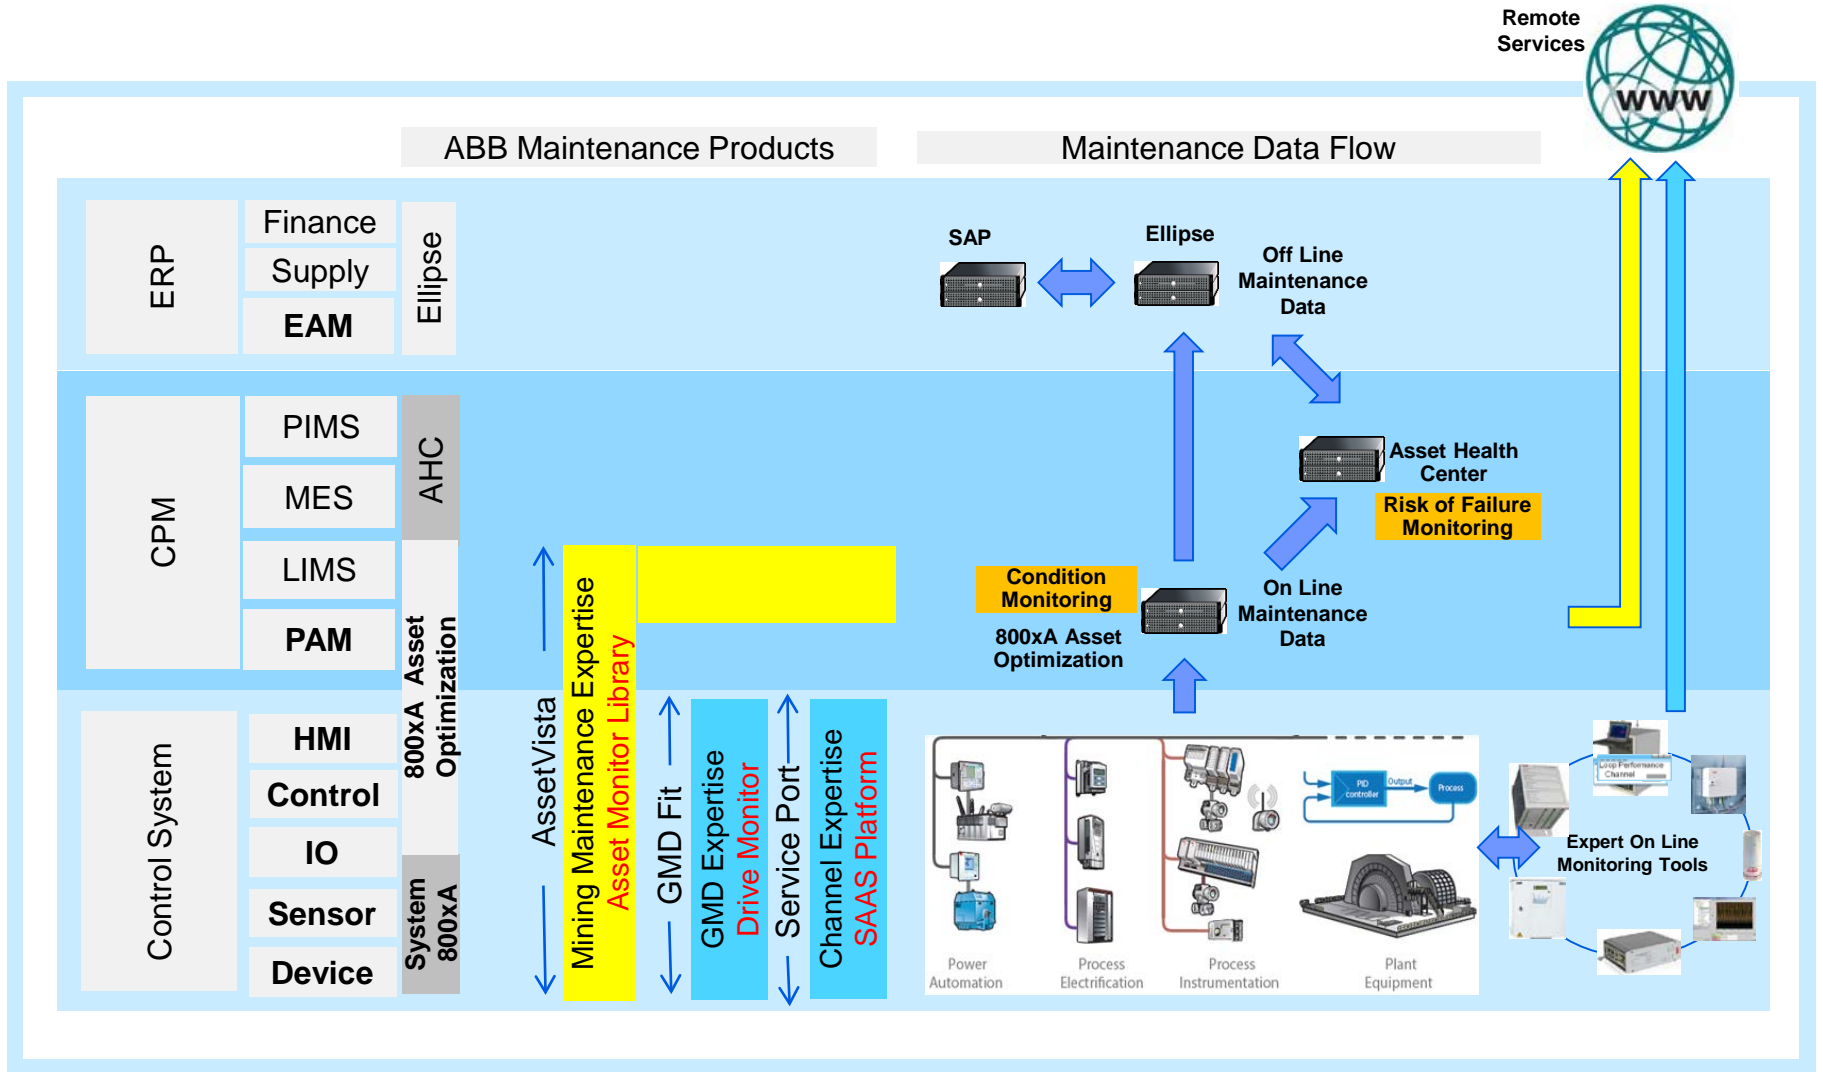 Remote
Services
WWW
ABB Maintenance Products
Maintenance Data Flow
ERP
Finance
Supply
EAM
Ellipse
SAP
Ellipse
Off Line
Maintenance
Data
CPM
PIMS
MES
LIMS
PAM
AHC
800xA Asset
Optimization
Asset Health
Center
Risk of Failure
Monitoring
Condition
Monitoring
800xA Asset
Optimization
On Line
Maintenance
Data
Control System
HMI
Control
IO
Sensor
Device
System
800xA
AssetVista
Mining Maintenance Expertise
Asset Monitor Library
GMD Fit
GMD Expertise
Drive Monitor
Service Port
Channel Expertise
SAAS Platform
PID
controller
Output
Process
Power
Automation
Process
Electrification
Process
Instrumentation
Plant
Equipment
Loop Performance
Channel
Expert On Line
Monitoring Tools